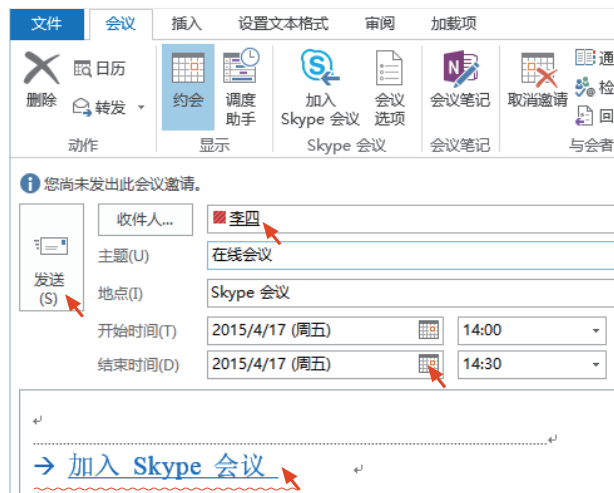 文件 会议 插入 设置文本格式 审阅 加载项
删除 日历 转发
约会 调度助手
加入 Skype 会议 会议选项
会议笔记
取消邀请 通 检 回
动作 显示 Skype 会议 会议笔记 与会者
您尚未发出此会议邀请。
发送(S)
收件人... 李四
主题(U) 在线会议
地点(I) Skype 会议
开始时间(T) 2015/4/17 (周五) 14:00
结束时间(D) 2015/4/17 (周五) 14:30
→ 加入 Skype 会议